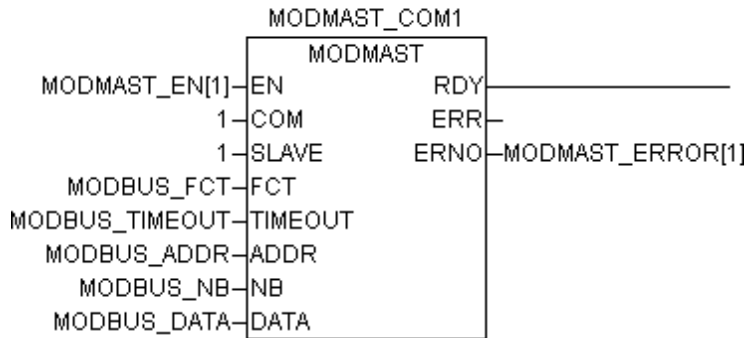 MODMAST_COM1
MODMAST
MODMAST_EN[1] EN RDY
1 COM ERR
1 SLAVE ERNO MODMAST_ERROR[1]
MODBUS_FCT FCT
MODBUS_TIMEOUT TIMEOUT
MODBUS_ADDR ADDR
MODBUS_NB NB
MODBUS_DATA DATA